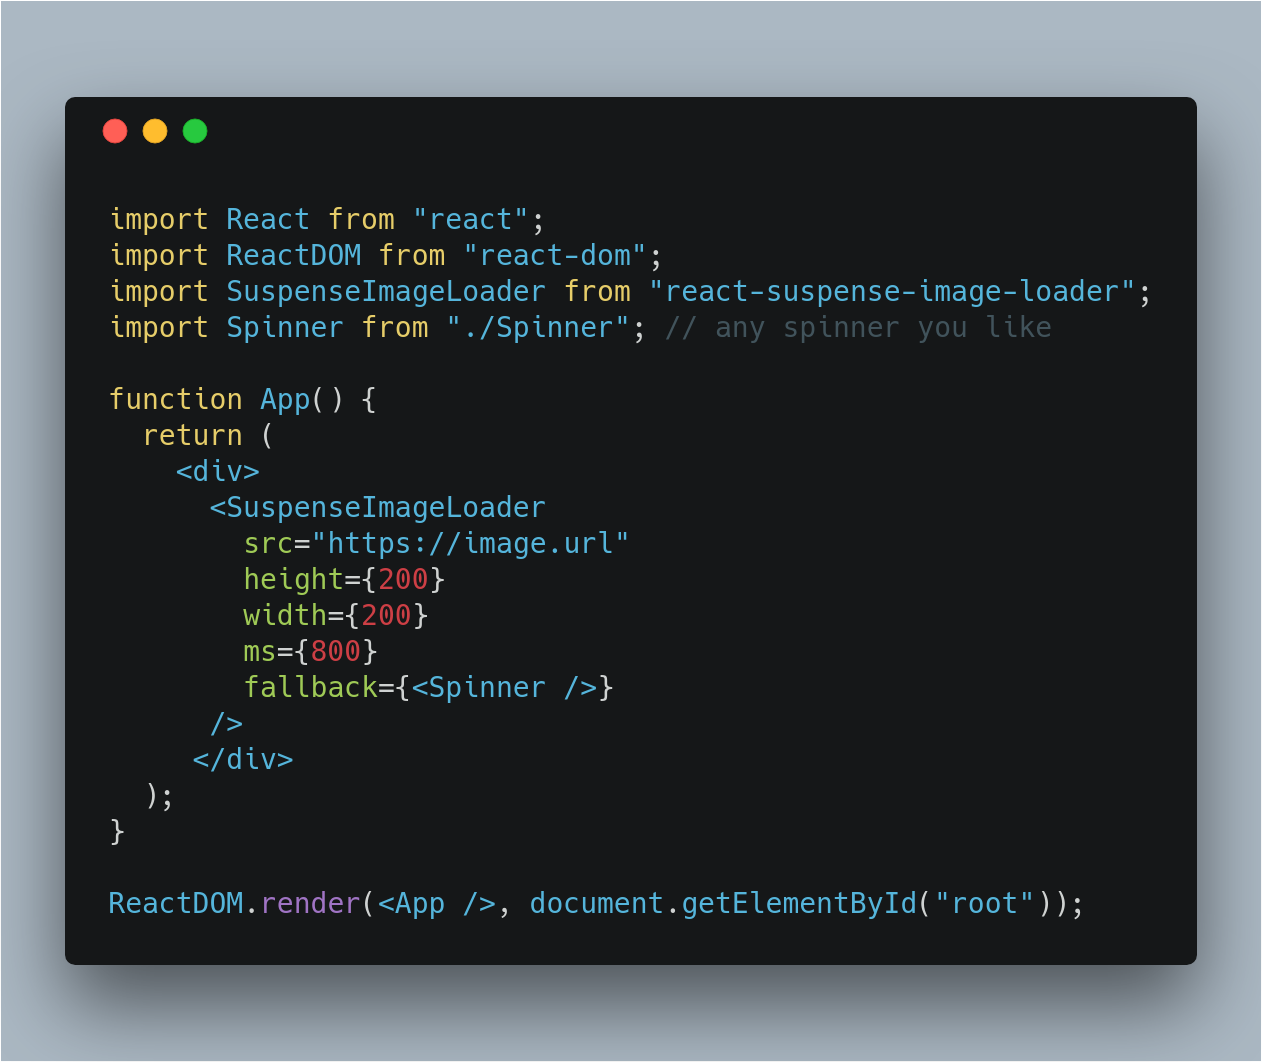 import React from "react";
import ReactDOM from "react-dom";
import SuspenseImageLoader from "react-suspense-image-loader";
import Spinner from "./Spinner"; // any spinner you like

function App() {
  return (
    <div>
      <SuspenseImageLoader
        src="https://image.url"
        height={200}
        width={200}
        ms={800}
        fallback={<Spinner />}
      />
     </div>
  );
}

ReactDOM.render(<App />, document.getElementById("root"));